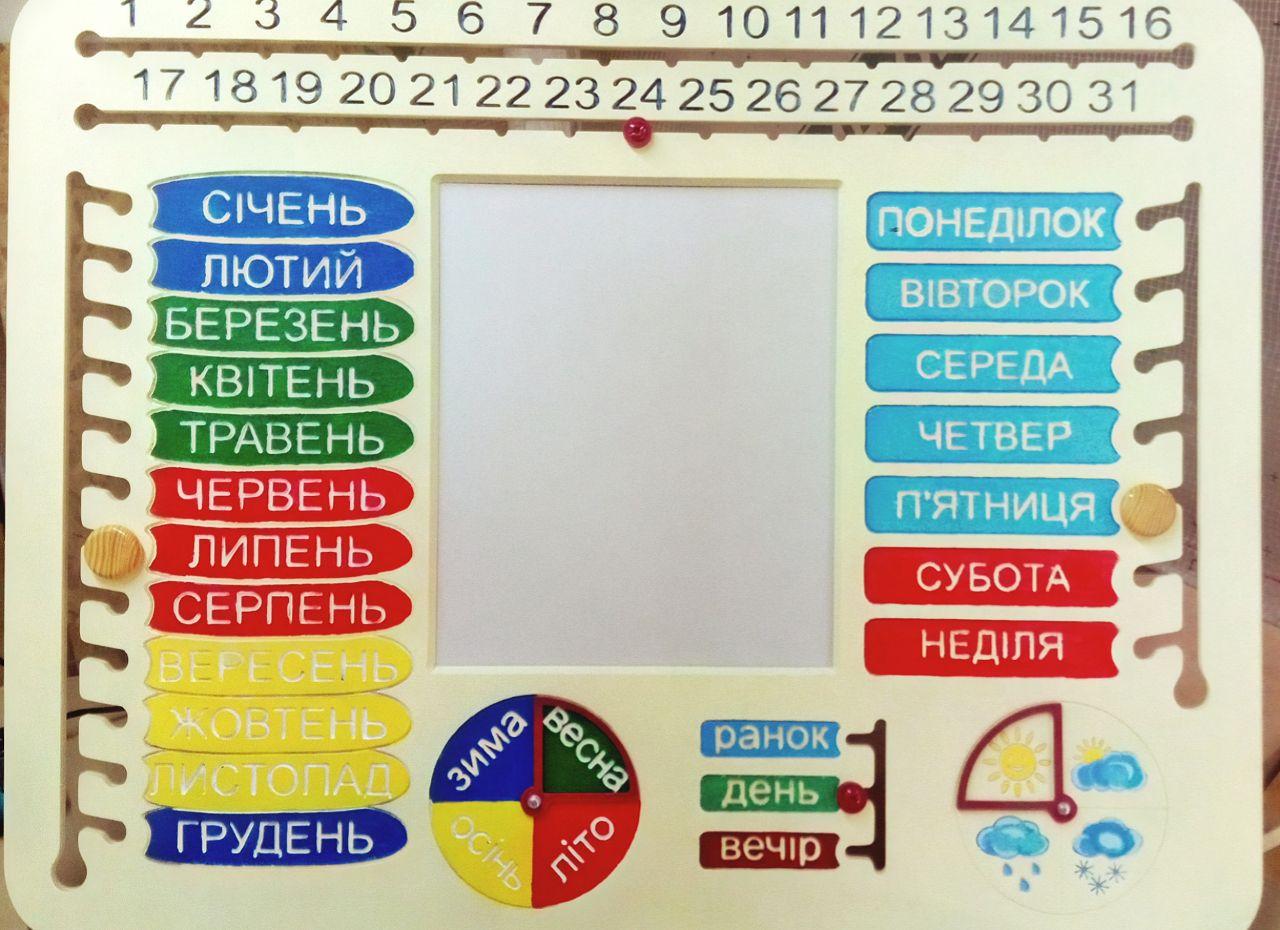 1 2 3 4 5 6 7 8 9 10 11 12 13 14 15 16
17 18 19 20 21 22 23 24 25 26 27 28 29 30 31
СІЧЕНЬ
ЛЮТИЙ
БЕРЕЗЕНЬ
КВІТЕНЬ
ТРАВЕНЬ
ЧЕРВЕНЬ
ЛИПЕНЬ
СЕРПЕНЬ
ВЕРЕСЕНЬ
ЖОВТЕНЬ
ЛИСТОПАД
ГРУДЕНЬ
ПОНЕДІЛОК
ВІВТОРОК
СЕРЕДА
ЧЕТВЕР
П'ЯТНИЦЯ
СУБОТА
НЕДІЛЯ
зима
весна
осінь
літо
ранок
день
вечір